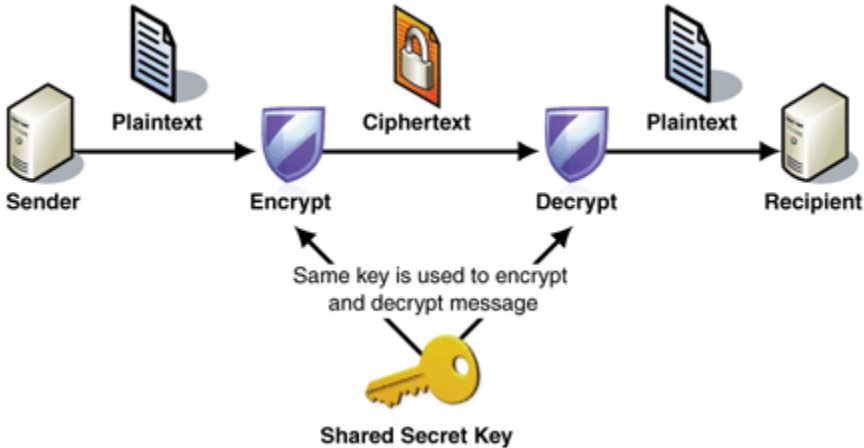 Plaintext
Ciphertext
Plaintext
Sender
Encrypt
Decrypt
Recipient
Same key is used to encrypt
and decrypt message
Shared Secret Key